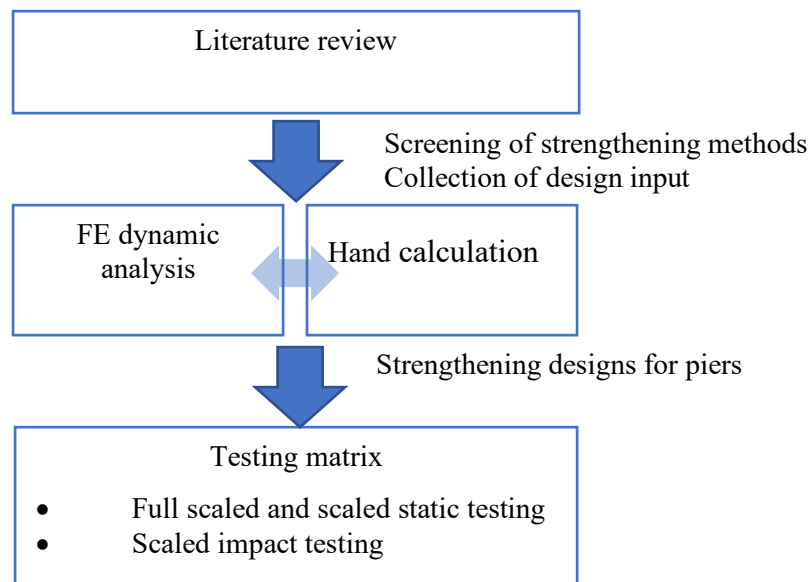 Literature review
Screening of strengthening methods
Collection of design input
FE dynamic
analysis
Hand calculation
Strengthening designs for piers
Testing matrix
• Full scaled and scaled static testing
• Scaled impact testing